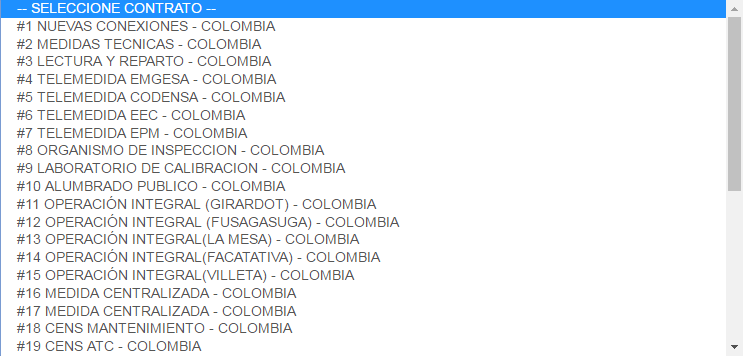 -- SELECCIONE CONTRATO --
#1 NUEVAS CONEXIONES - COLOMBIA
#2 MEDIDAS TECNICAS - COLOMBIA
#3 LECTURA Y REPARTO - COLOMBIA
#4 TELEMEDIDA EMGESA - COLOMBIA
#5 TELEMEDIDA CODENSA - COLOMBIA
#6 TELEMEDIDA EEC - COLOMBIA
#7 TELEMEDIDA EPM - COLOMBIA
#8 ORGANISMO DE INSPECCION - COLOMBIA
#9 LABORATORIO DE CALIBRACION - COLOMBIA
#10 ALUMBRADO PUBLICO - COLOMBIA
#11 OPERACIÓN INTEGRAL (GIRARDOT) - COLOMBIA
#12 OPERACIÓN INTEGRAL (FUSAGASUGA) - COLOMBIA
#13 OPERACIÓN INTEGRAL(LA MESA) - COLOMBIA
#14 OPERACIÓN INTEGRAL(FACATATIVA) - COLOMBIA
#15 OPERACIÓN INTEGRAL(VILLETA) - COLOMBIA
#16 MEDIDA CENTRALIZADA - COLOMBIA
#17 MEDIDA CENTRALIZADA - COLOMBIA
#18 CENS MANTENIMIENTO - COLOMBIA
#19 CENS ATC - COLOMBIA